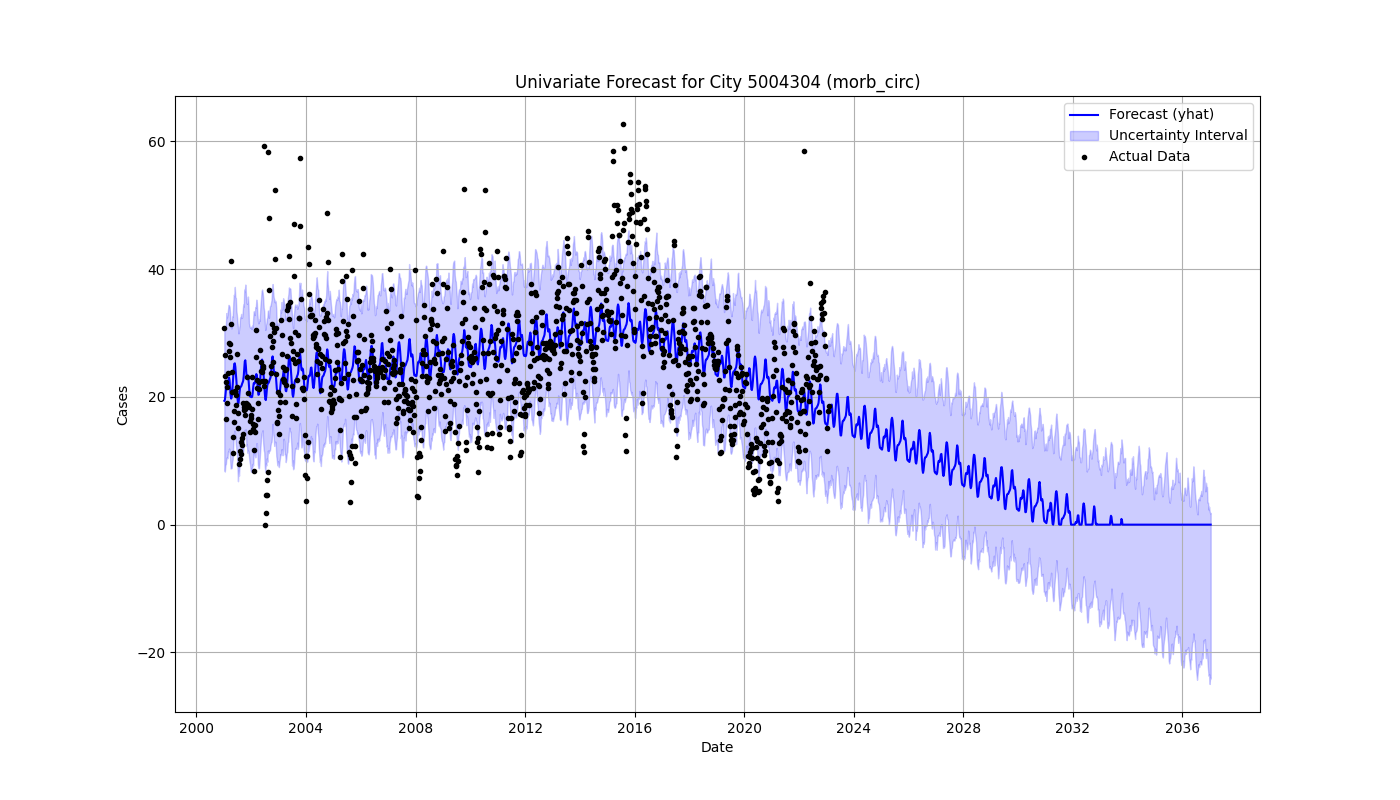 Univariate Forecast for City 5004304 (morb_circ)
Forecast (yhat)
Uncertainty Interval
Actual Data
Cases
60
40
20
0
−20
2000 2004 2008 2012 2016 2020 2024 2028 2032 2036
Date